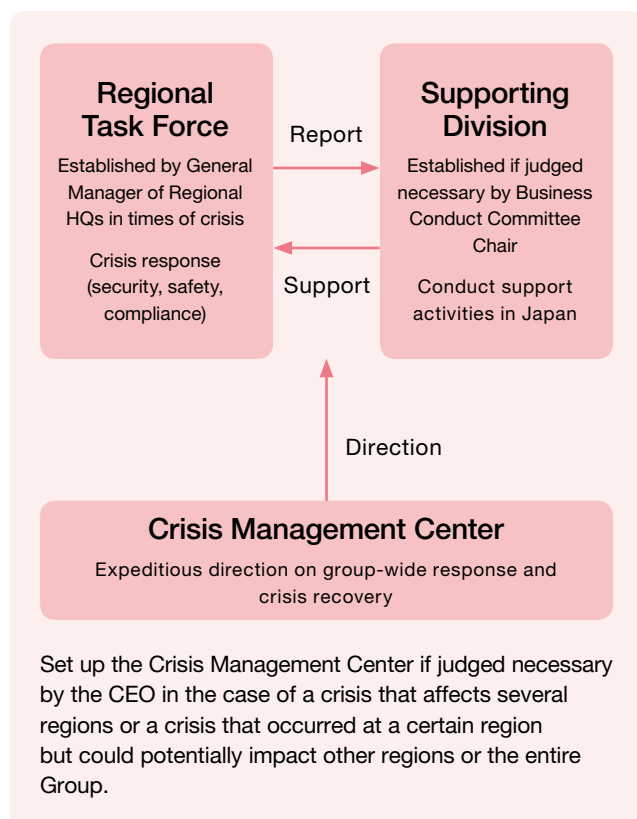 Regional
Task Force
Established by General
Manager of Regional
HQs in times of crisis
Crisis response
(security, safety,
compliance)
Report
Support
Supporting
Division
Established if judged
necessary by Business
Conduct Committee
Chair
Conduct support
activities in Japan
Direction
Crisis Management Center
Expeditious direction on group-wide response and
crisis recovery
Set up the Crisis Management Center if judged necessary
by the CEO in the case of a crisis that affects several
regions or a crisis that occurred at a certain region
but could potentially impact other regions or the entire
Group.